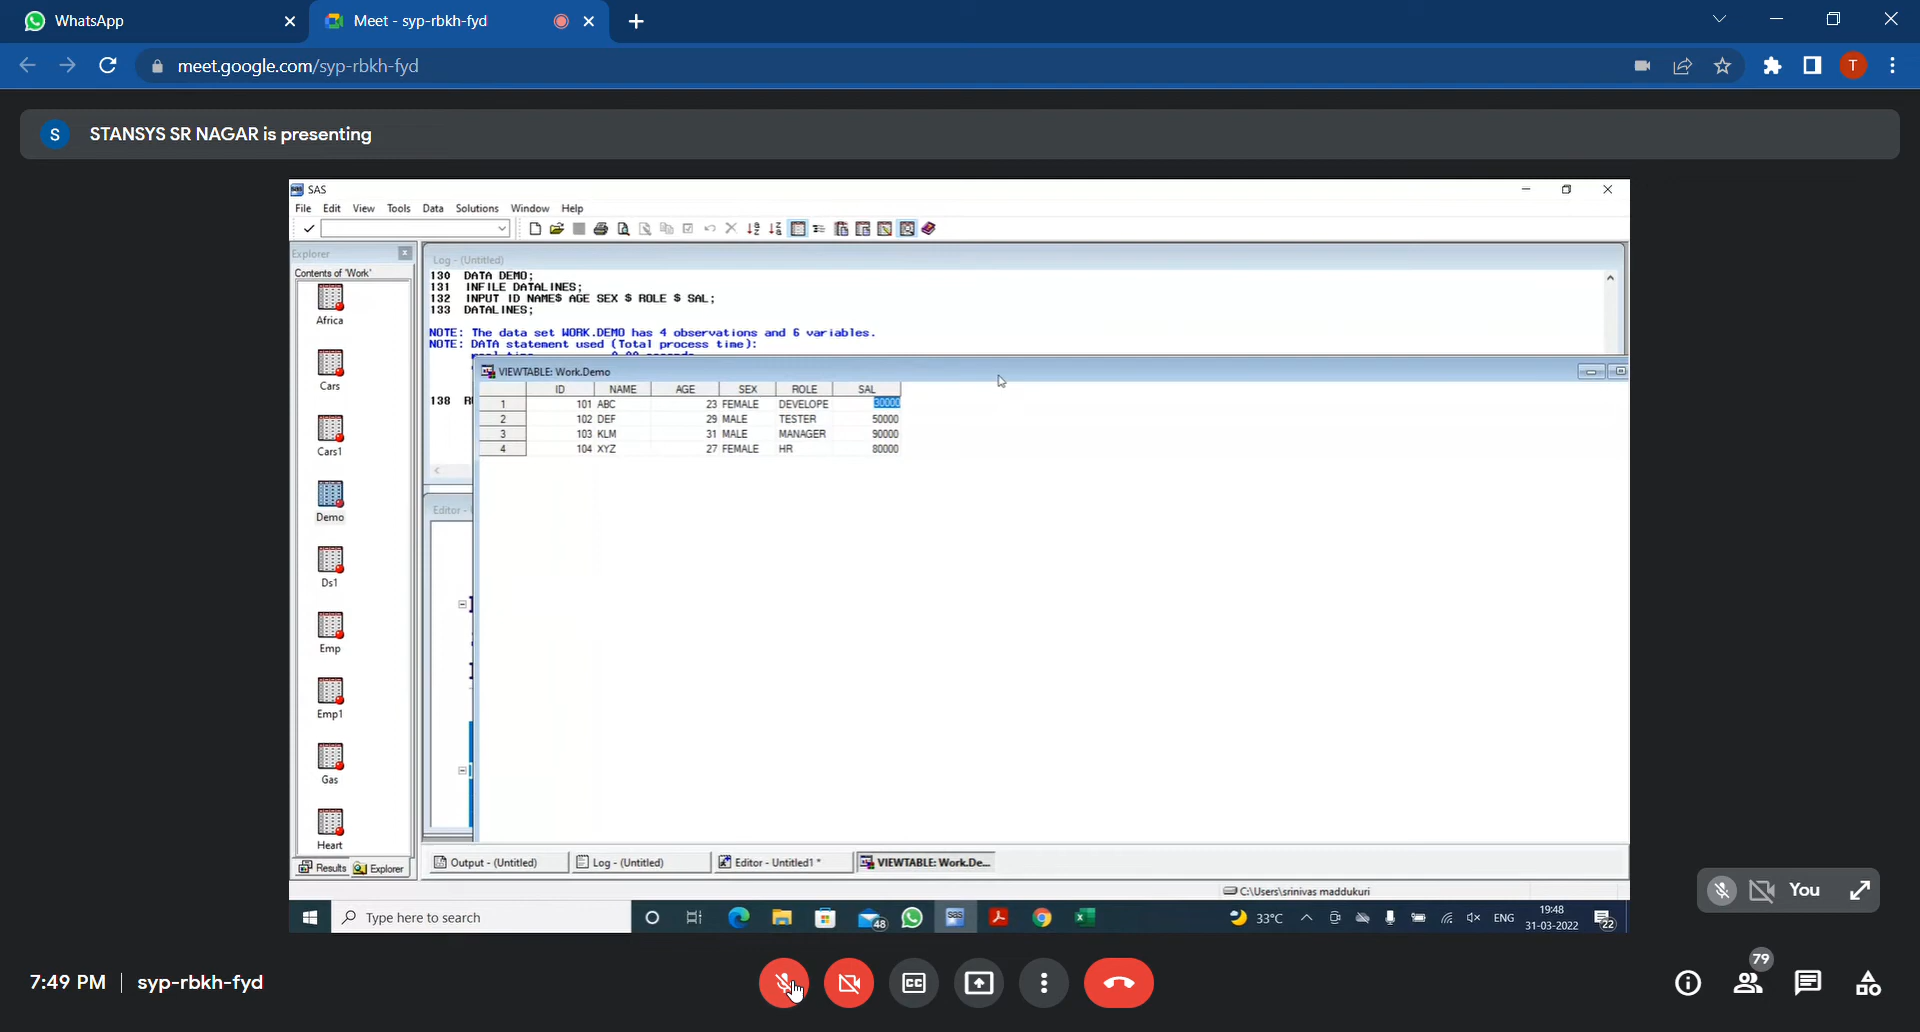 WhatsApp
Meet - syp-rbkh-fyd
meet.google.com/syp-rbkh-fyd
T
S STANSYS SR NAGAR is presenting
SAS
File Edit View Tools Data Solutions Window Help
Explorer
Contents of 'Work'
Africa
Cars
Cars1
Demo
Ds1
Emp
Emp1
Gas
Heart
Results Explorer
Log - (Untitled)
130 DATA DEMO;
131 INFILE DATALINES;
132 INPUT ID NAME$ AGE SEX $ ROLE $ SAL;
133 DATALINES;
NOTE: The data set WORK.DEMO has 4 observations and 6 variables.
NOTE: DATA statement used (Total process time):
138
Editor -
VIEWTABLE: Work.Demo
ID NAME AGE SEX ROLE SAL
1 101 ABC 23 FEMALE DEVELOPE 30000
2 102 DEF 29 MALE TESTER 50000
3 103 KLM 31 MALE MANAGER 90000
4 104 XYZ 27 FEMALE HR 80000
Output - (Untitled) Log - (Untitled) Editor - Untitled1 * VIEWTABLE: Work.De...
C:\Users\srinivas maddukuri
Type here to search
48
sas
33°C
ENG
19:48
31-03-2022
22
You
7:49 PM syp-rbkh-fyd
CC
79